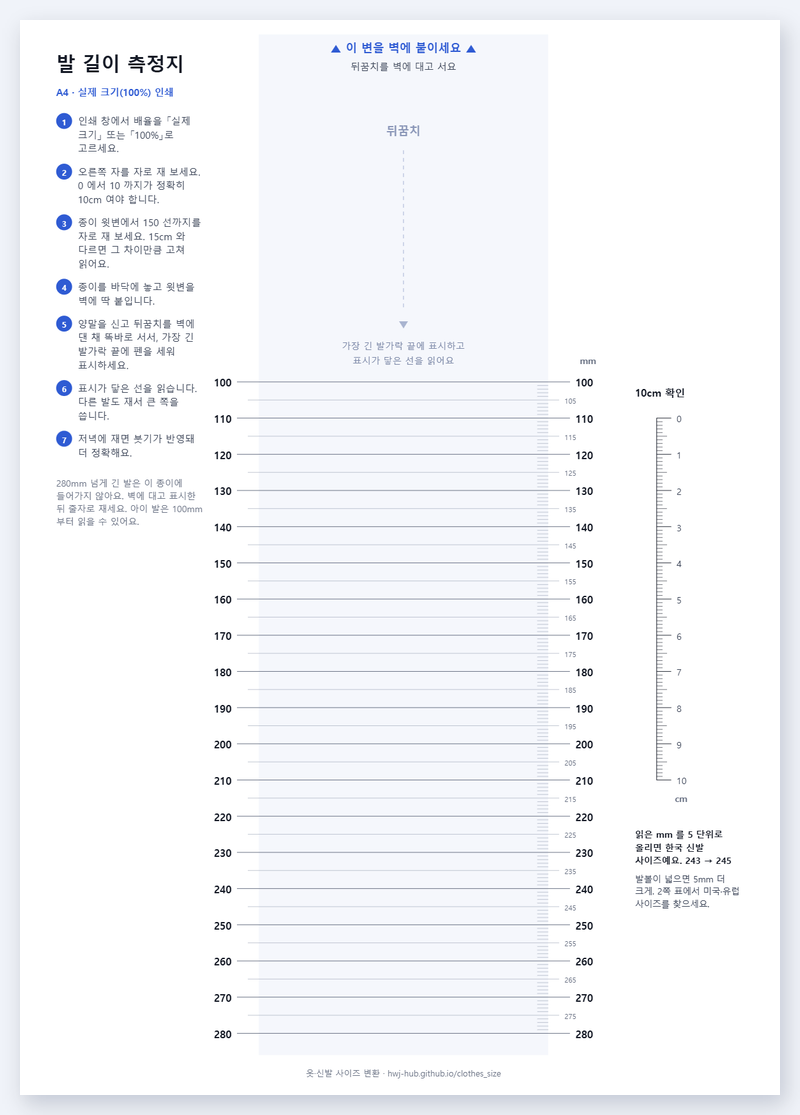 발 길이 측정지
A4 · 실제 크기(100%) 인쇄
1 인쇄 창에서 배율을 「실제
크기」 또는 「100%」로
고르세요.
2 오른쪽 자를 자로 재 보세요.
0 에서 10 까지가 정확히
10cm 여야 합니다.
3 종이 윗변에서 150 선까지를
자로 재 보세요. 15cm 와
다르면 그 차이만큼 고쳐
읽어요.
4 종이를 바닥에 놓고 윗변을
벽에 딱 붙입니다.
5 양말을 신고 뒤꿈치를 벽에
댄 채 똑바로 서서, 가장 긴
발가락 끝에 펜을 세워
표시하세요.
6 표시가 닿은 선을 읽습니다.
다른 발도 재서 큰 쪽을
씁니다.
7 저녁에 재면 붓기가 반영돼
더 정확해요.
280mm 넘게 긴 발은 이 종이에
들어가지 않아요. 벽에 대고 표시한
뒤 줄자로 재세요. 아이 발은 100mm
부터 읽을 수 있어요.
▲ 이 변을 벽에 붙이세요 ▲
뒤꿈치를 벽에 대고 서요
뒤꿈치
가장 긴 발가락 끝에 표시하고
표시가 닿은 선을 읽어요
mm
100 100
105
110 110
115
120 120
125
130 130
135
140 140
145
150 150
155
160 160
165
170 170
175
180 180
185
190 190
195
200 200
205
210 210
215
220 220
225
230 230
235
240 240
245
250 250
255
260 260
265
270 270
275
280 280
10cm 확인
0
1
2
3
4
5
6
7
8
9
10
cm
읽은 mm 를 5 단위로
올리면 한국 신발
사이즈예요. 243 → 245
발볼이 넓으면 5mm 더
크게. 2쪽 표에서 미국·유럽
사이즈를 찾으세요.
옷·신발 사이즈 변환 · hwj-hub.github.io/clothes_size